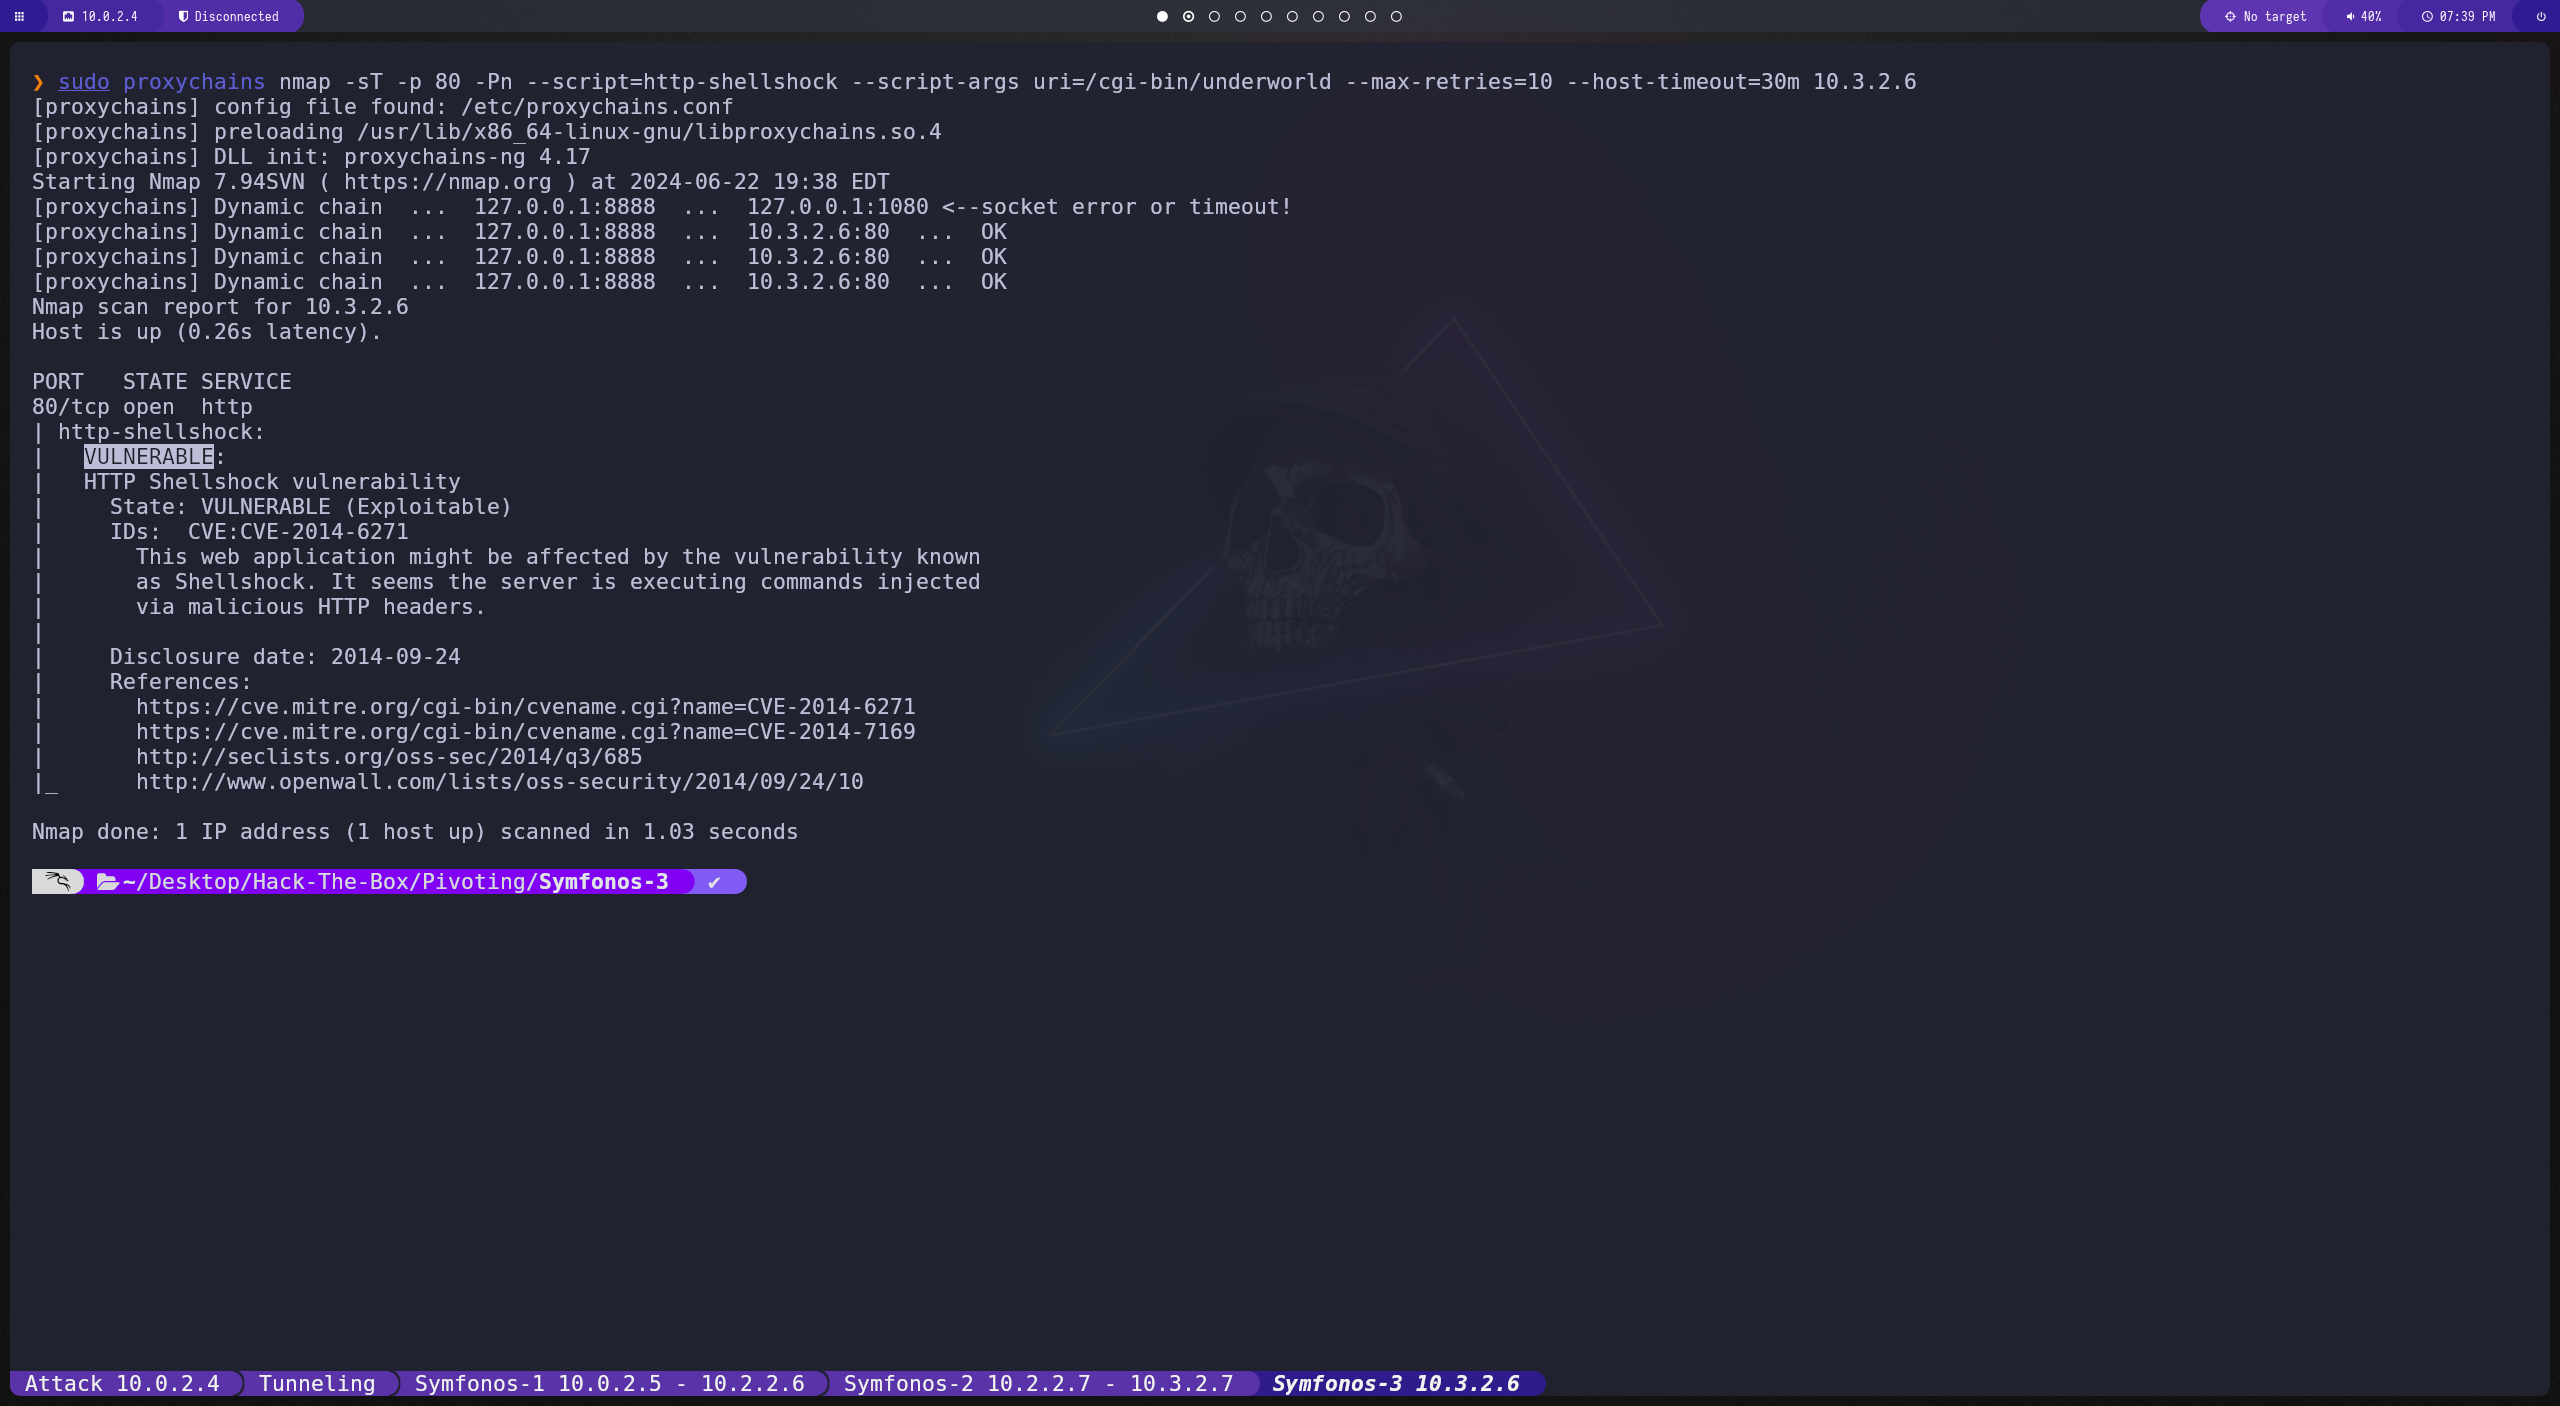 10.0.2.4 Disconnected No target 40% 07:39 PM
❯ sudo proxychains nmap -sT -p 80 -Pn --script=http-shellshock --script-args uri=/cgi-bin/underworld --max-retries=10 --host-timeout=30m 10.3.2.6
[proxychains] config file found: /etc/proxychains.conf
[proxychains] preloading /usr/lib/x86_64-linux-gnu/libproxychains.so.4
[proxychains] DLL init: proxychains-ng 4.17
Starting Nmap 7.94SVN ( https://nmap.org ) at 2024-06-22 19:38 EDT
[proxychains] Dynamic chain  ...  127.0.0.1:8888  ...  127.0.0.1:1080 <--socket error or timeout!
[proxychains] Dynamic chain  ...  127.0.0.1:8888  ...  10.3.2.6:80  ...  OK
[proxychains] Dynamic chain  ...  127.0.0.1:8888  ...  10.3.2.6:80  ...  OK
[proxychains] Dynamic chain  ...  127.0.0.1:8888  ...  10.3.2.6:80  ...  OK
Nmap scan report for 10.3.2.6
Host is up (0.26s latency).
PORT   STATE SERVICE
80/tcp open  http
| http-shellshock:
|   VULNERABLE:
|   HTTP Shellshock vulnerability
|     State: VULNERABLE (Exploitable)
|     IDs:  CVE:CVE-2014-6271
|       This web application might be affected by the vulnerability known
|       as Shellshock. It seems the server is executing commands injected
|       via malicious HTTP headers.
|
|     Disclosure date: 2014-09-24
|     References:
|       https://cve.mitre.org/cgi-bin/cvename.cgi?name=CVE-2014-6271
|       https://cve.mitre.org/cgi-bin/cvename.cgi?name=CVE-2014-7169
|       http://seclists.org/oss-sec/2014/q3/685
|_      http://www.openwall.com/lists/oss-security/2014/09/24/10
Nmap done: 1 IP address (1 host up) scanned in 1.03 seconds
~/Desktop/Hack-The-Box/Pivoting/Symfonos-3 ✔
Attack 10.0.2.4 Tunneling Symfonos-1 10.0.2.5 - 10.2.2.6 Symfonos-2 10.2.2.7 - 10.3.2.7 Symfonos-3 10.3.2.6